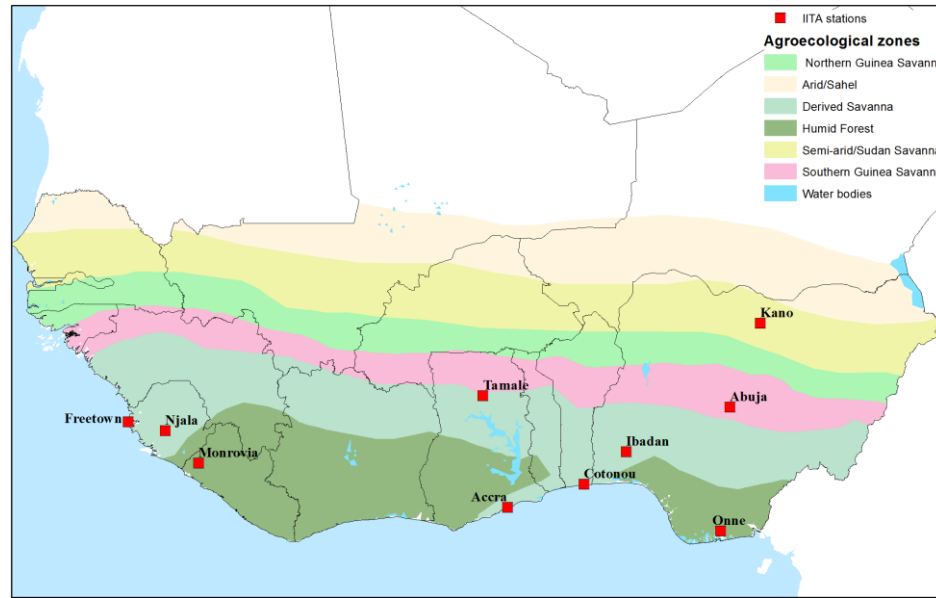 IITA stations
Agroecological zones
Northern Guinea Savann
Arid/Sahel
Derived Savanna
Humid Forest
Semi-arid/Sudan Savanna
Southern Guinea Savann
Water bodies
Kano
Tamale
Abuja
Freetown
Njala
Ibadan
Monrovia
Cotonou
Accra
Onne